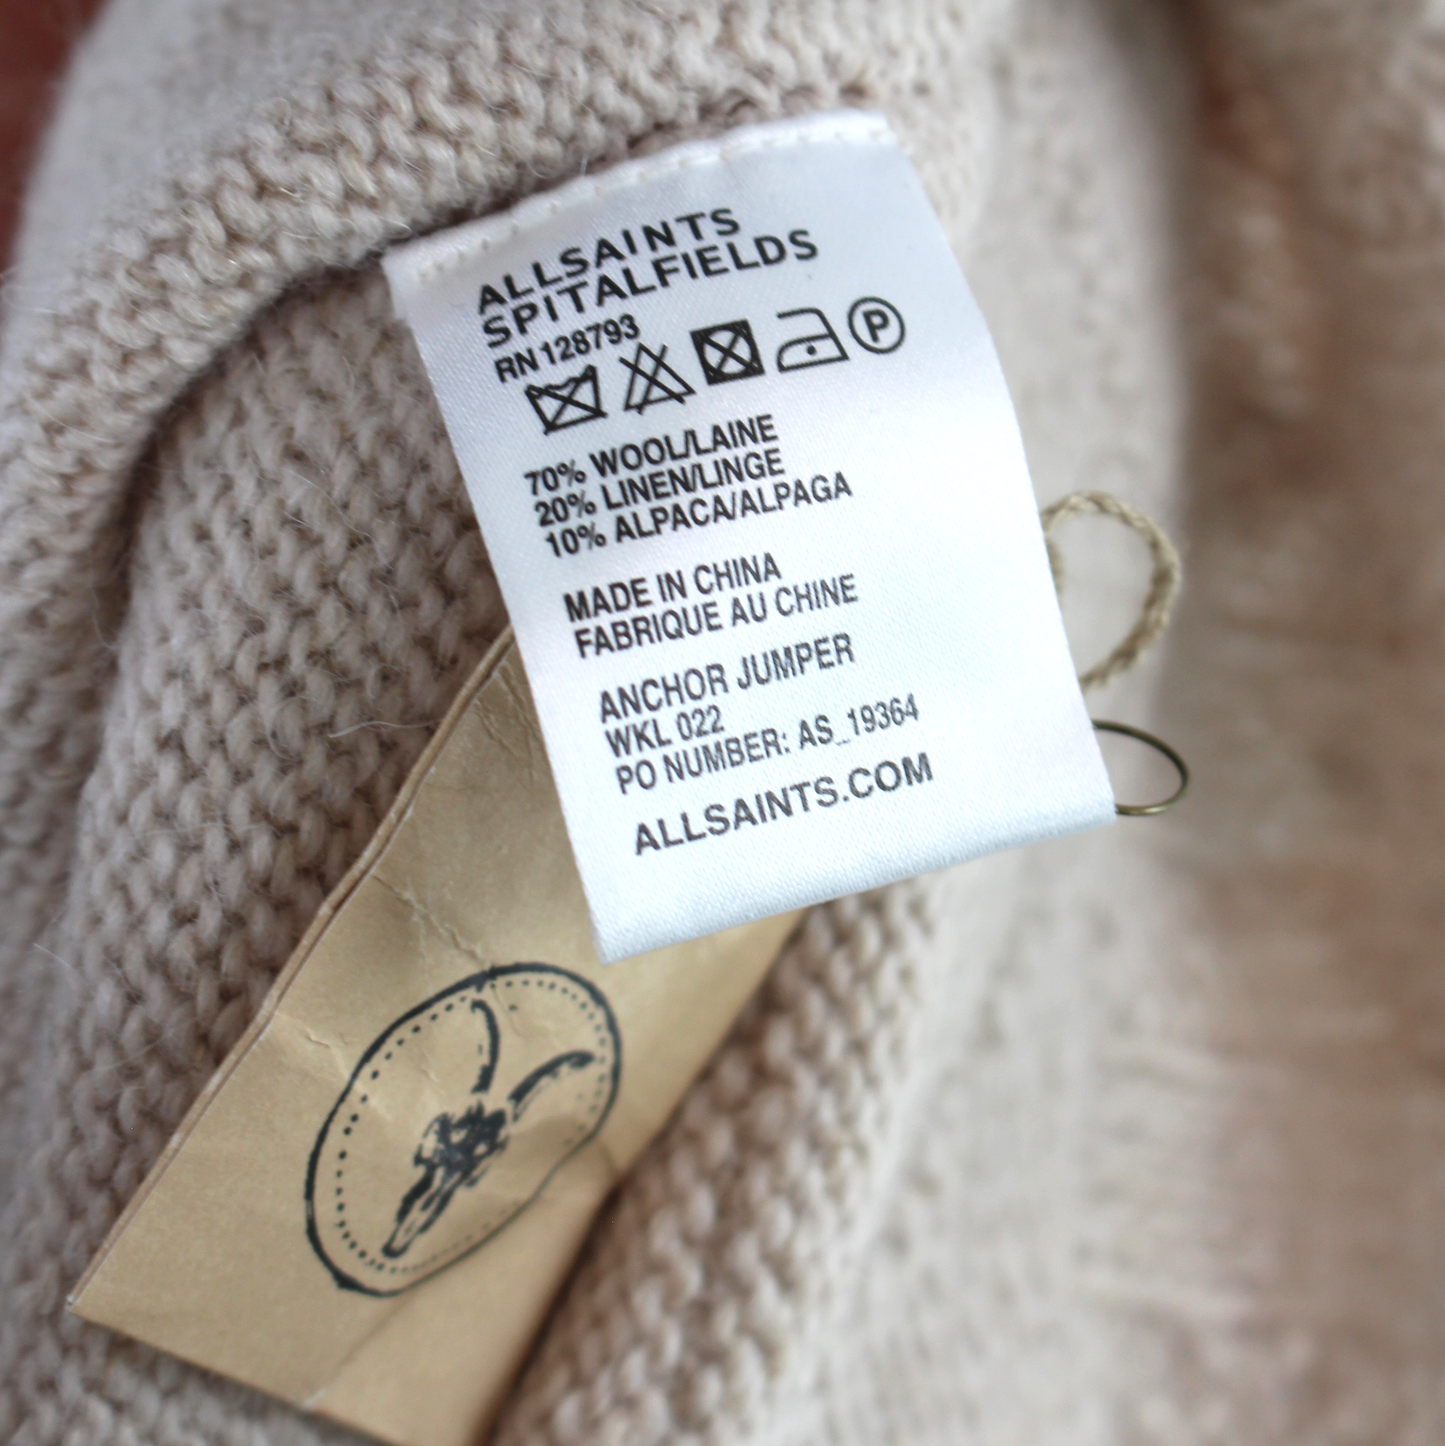 ALLSAINTS
SPITALFIELDS
RN 128793
P
70% WOOL/LAINE
20% LINEN/LINGE
10% ALPACA/ALPAGA
MADE IN CHINA
FABRIQUE AU CHINE
ANCHOR JUMPER
WKL 022
PO NUMBER: AS_19364
ALLSAINTS.COM